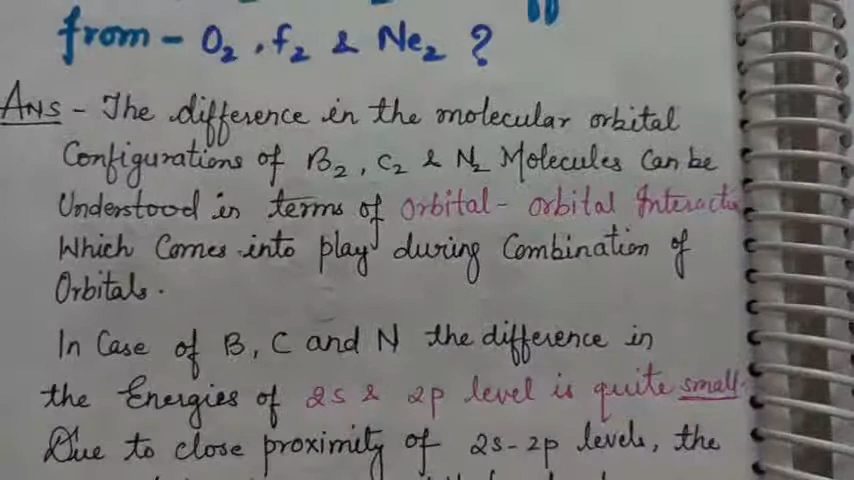 from - O₂, f₂ & Ne₂ ?
ANS - The difference in the molecular orbital
Configurations of B₂, C₂ & N₂ Molecules Can be
Understood in terms of Orbital - orbital
Which Comes into play during Combination of
Orbitals.
In Case of B, C and N the difference in
the Energies of 2s & 2p level is quite small.
Due to close proximity of 2s-2p levels, the